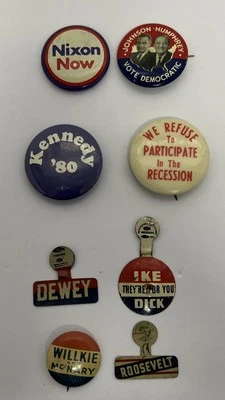 Nixon
Now
JOHNSON HUMPHREY
VOTE DEMOCRATIC
Kennedy
'80
WE REFUSE
To
PARTICIPATE
In The
RECESSION
DEWEY
IKE
THEY'RE FOR YOU
DICK
WILLKIE
McNARY
ROOSEVELT